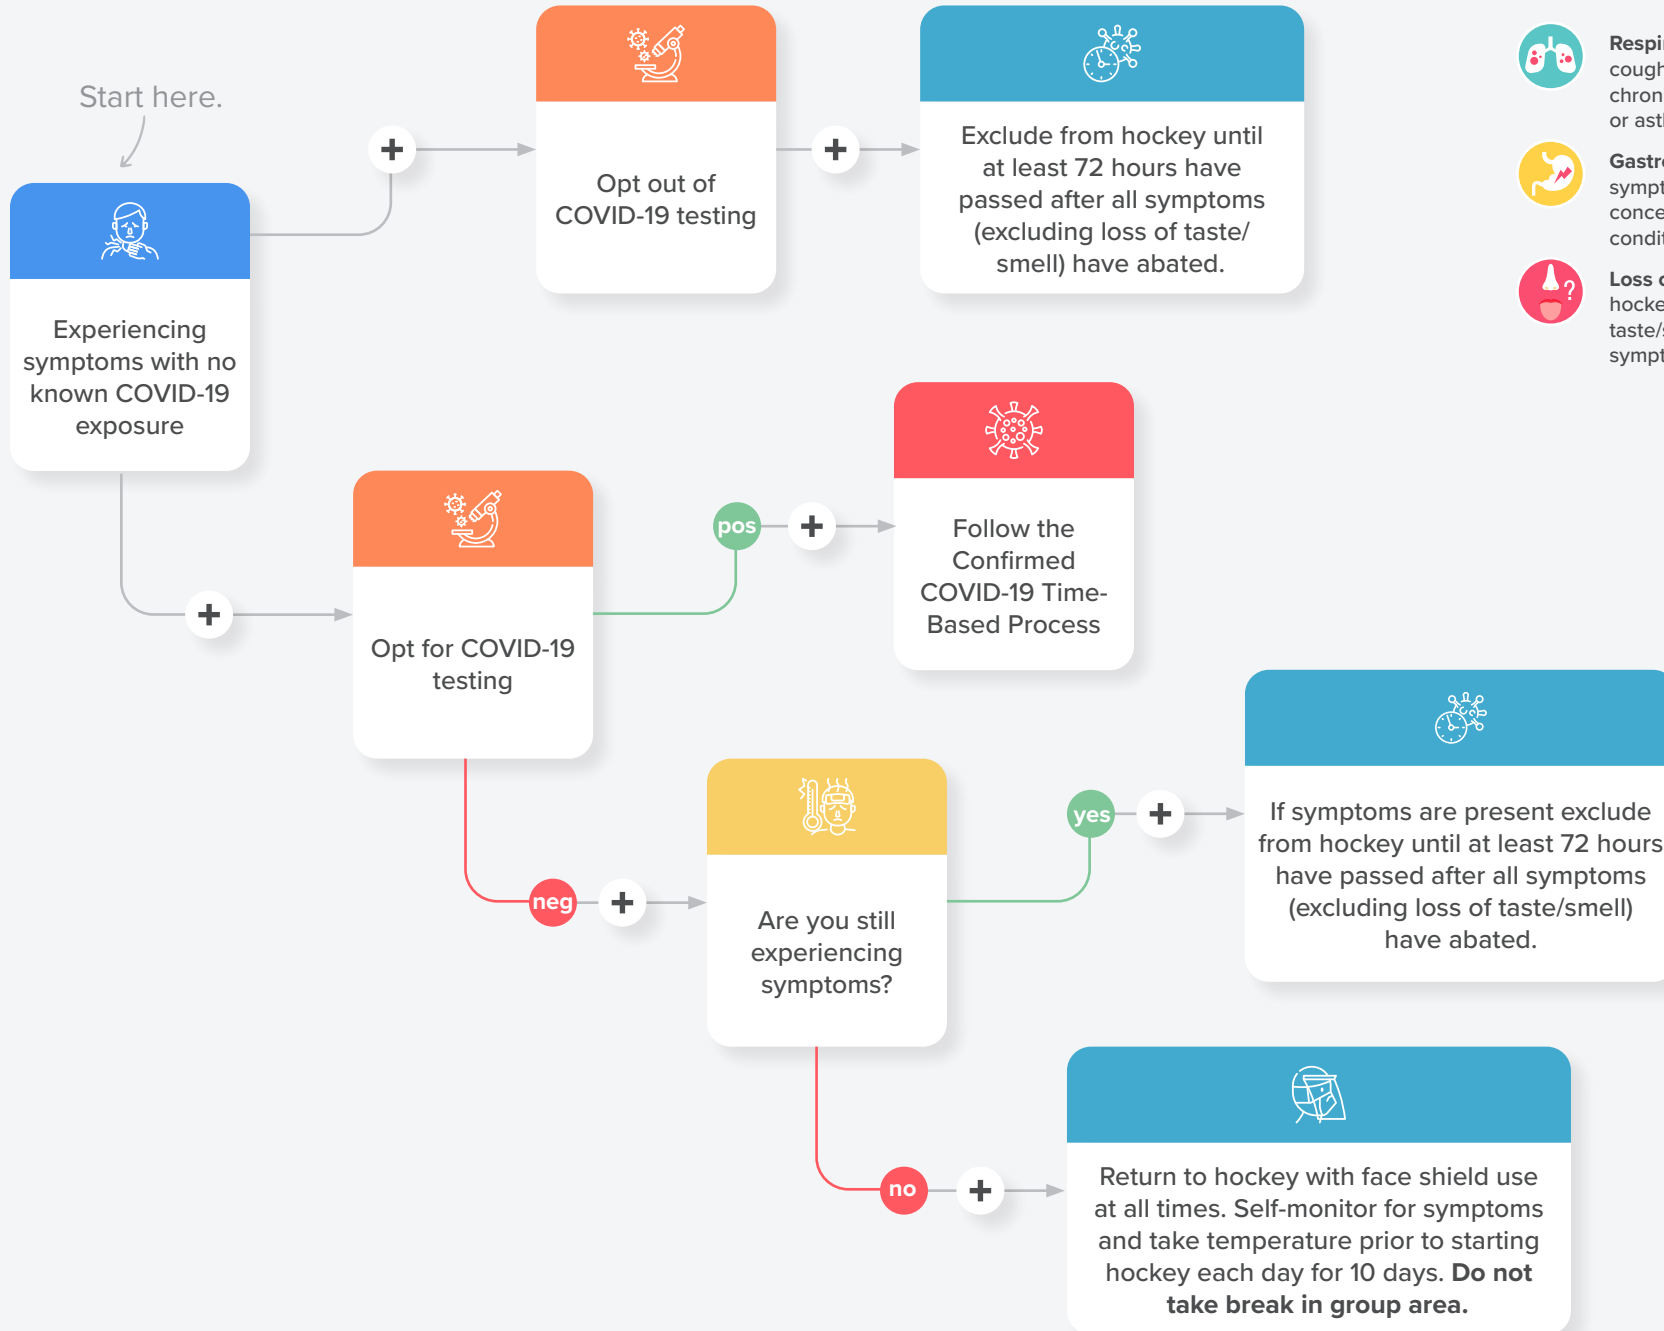 Start here.
Experiencing
symptoms with no
known COVID-19
exposure
Opt out of
COVID-19 testing
Exclude from hockey until
at least 72 hours have
passed after all symptoms
(excluding loss of taste/
smell) have abated.
cough
or
Loss
hocke
taste/
Opt for COVID-19
testing
pos
Follow the
Confirmed
COVID-19 Time-
Based Process
neg
Are you still
experiencing
symptoms?
yes
If symptoms are present exclude
from hockey until at least 72 hours
have passed after all symptoms
(excluding loss of taste/smell)
have abated.
no
Return to hockey with face shield use
at all times. Self-monitor for symptoms
and take temperature prior to starting
hockey each day for 10 days. Do not
take break in group area.